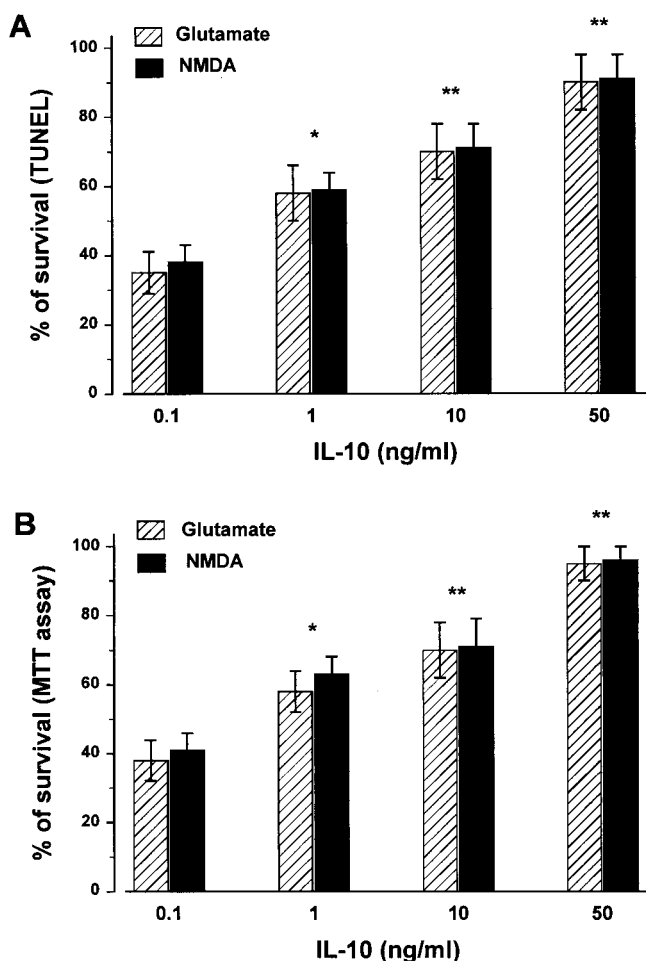 A
Glutamate
NMDA
% of survival (TUNEL)
100
80
60
40
20
0
*
**
**
0.1 1 10 50
IL-10 (ng/ml)
B
Glutamate
NMDA
% of survival (MTT assay)
100
80
60
40
20
0
*
**
**
0.1 1 10 50
IL-10 (ng/ml)